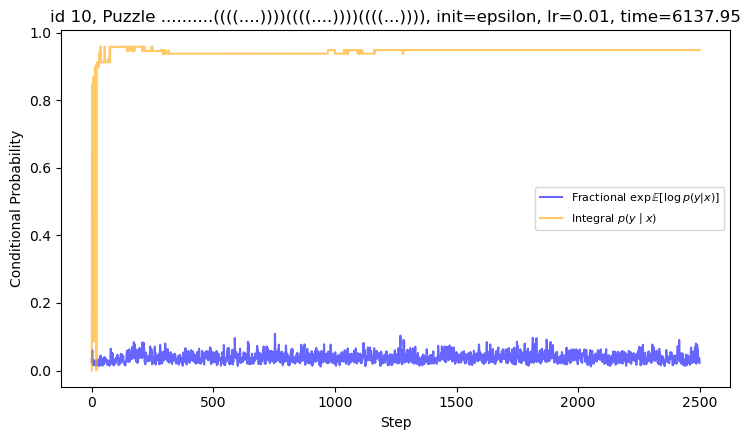 id 10, Puzzle ..........((((....))))((((....))))((((...)))), init=epsilon, lr=0.01, time=6137.95
1.0
0.8
0.6
0.4
0.2
0.0
Conditional Probability
Fractional exp𝔼[log p(y|x)]
Integral p(y | x)
0
500
1000
1500
2000
2500
Step